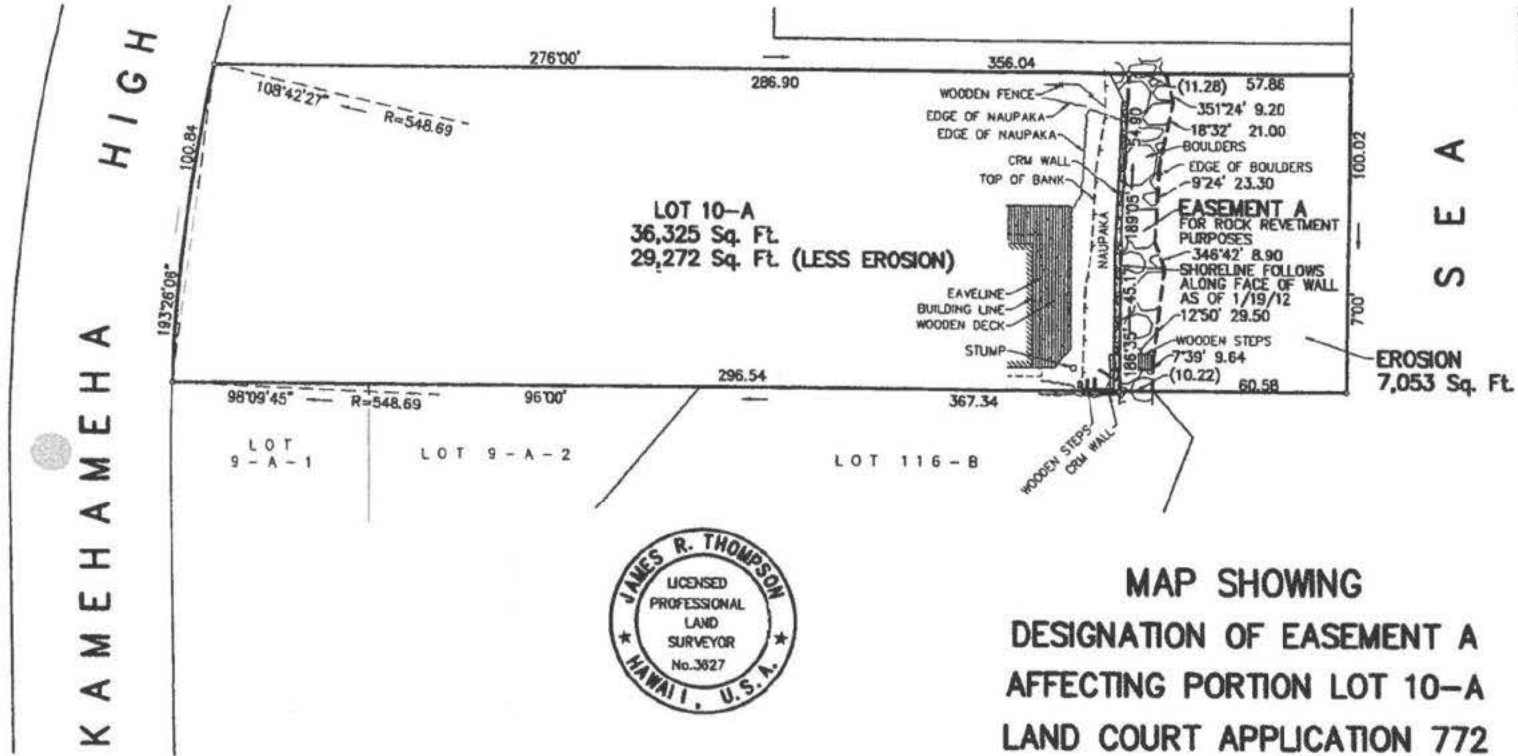 KAMEHAMEHA HIGH
276°00'
356.04
286.90
108°42'27"
R=548.69
100.84
193°26'06"
WOODEN FENCE
EDGE OF NAUPAKA
EDGE OF NAUPAKA
CRM WALL
TOP OF BANK
NAUPAKA
54.90
189°05'
45.17
186°35'
(11.28) 57.86
351°24' 9.20
18°32' 21.00
BOULDERS
EDGE OF BOULDERS
9°24' 23.30
EASEMENT A
FOR ROCK REVETMENT
PURPOSES
346°42' 8.90
SHORELINE FOLLOWS
ALONG FACE OF WALL
AS OF 1/19/12
12°50' 29.50
WOODEN STEPS
7°39' 9.64
(10.22)
60.58
100.02
7°00'
SEA
LOT 10-A
36,325 Sq. Ft.
29,272 Sq. Ft. (LESS EROSION)
EAVELINE
BUILDING LINE
WOODEN DECK
STUMP
EROSION
7,053 Sq. Ft.
296.54
98°09'45"
R=548.69
96°00'
367.34
WOODEN STEPS
CRM WALL
LOT
9-A-1
LOT 9-A-2
LOT 116-B
JAMES R. THOMPSON
LICENSED
PROFESSIONAL
LAND
SURVEYOR
No.3627
HAWAII, U.S.A.
MAP SHOWING
DESIGNATION OF EASEMENT A
AFFECTING PORTION LOT 10-A
LAND COURT APPLICATION 772